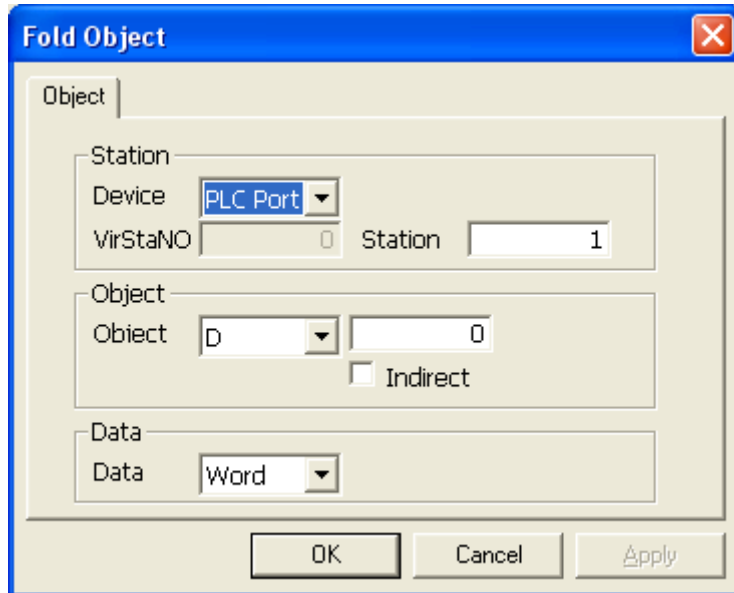 Fold Object
Object
Station
Device PLC Port
VirStaNO 0 Station 1
Object
Obiect D 0
Indirect
Data
Data Word
OK Cancel Apply